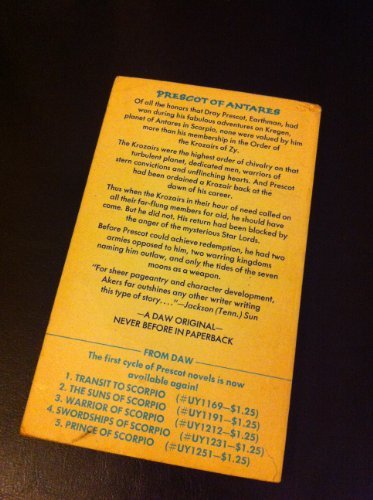 PRESCOT OF ANTARES
Of all the honors that Dray Prescot, Earthman, had
won during his fabulous adventures on Kregen,
planet of Antares in Scorpio, none were valued by him
more than his membership in the Order of
the Krozairs of Zy.
The Krozairs were the highest order of chivalry on that
turbulent planet, dedicated men, warriors of
stern convictions and unflinching hearts. And Prescot
had been ordained a Krozair back at the
dawn of his career.
Thus when the Krozairs in their hour of need called on
all their far-flung members for aid, he should have
come. But he did not. His return had been blocked by
the anger of the mysterious Star Lords.
Before Prescot could achieve redemption, he had two
armies opposed to him, two warring kingdoms
naming him outlaw, and only the tides of the seven
moons as a weapon.
"For sheer pageantry and character development,
Akers far outshines any other writer writing
this type of story. . . ."—Jackson (Tenn.) Sun
—A DAW ORIGINAL—
NEVER BEFORE IN PAPERBACK
FROM DAW
The first cycle of Prescot novels is now
available again!
1. TRANSIT TO SCORPIO (#UY1169—$1.25)
2. THE SUNS OF SCORPIO (#UY1191—$1.25)
3. WARRIOR OF SCORPIO (#UY1212—$1.25)
4. SWORDSHIPS OF SCORPIO (#UY1231—$1.25)
5. PRINCE OF SCORPIO (#UY1251—$1.25)